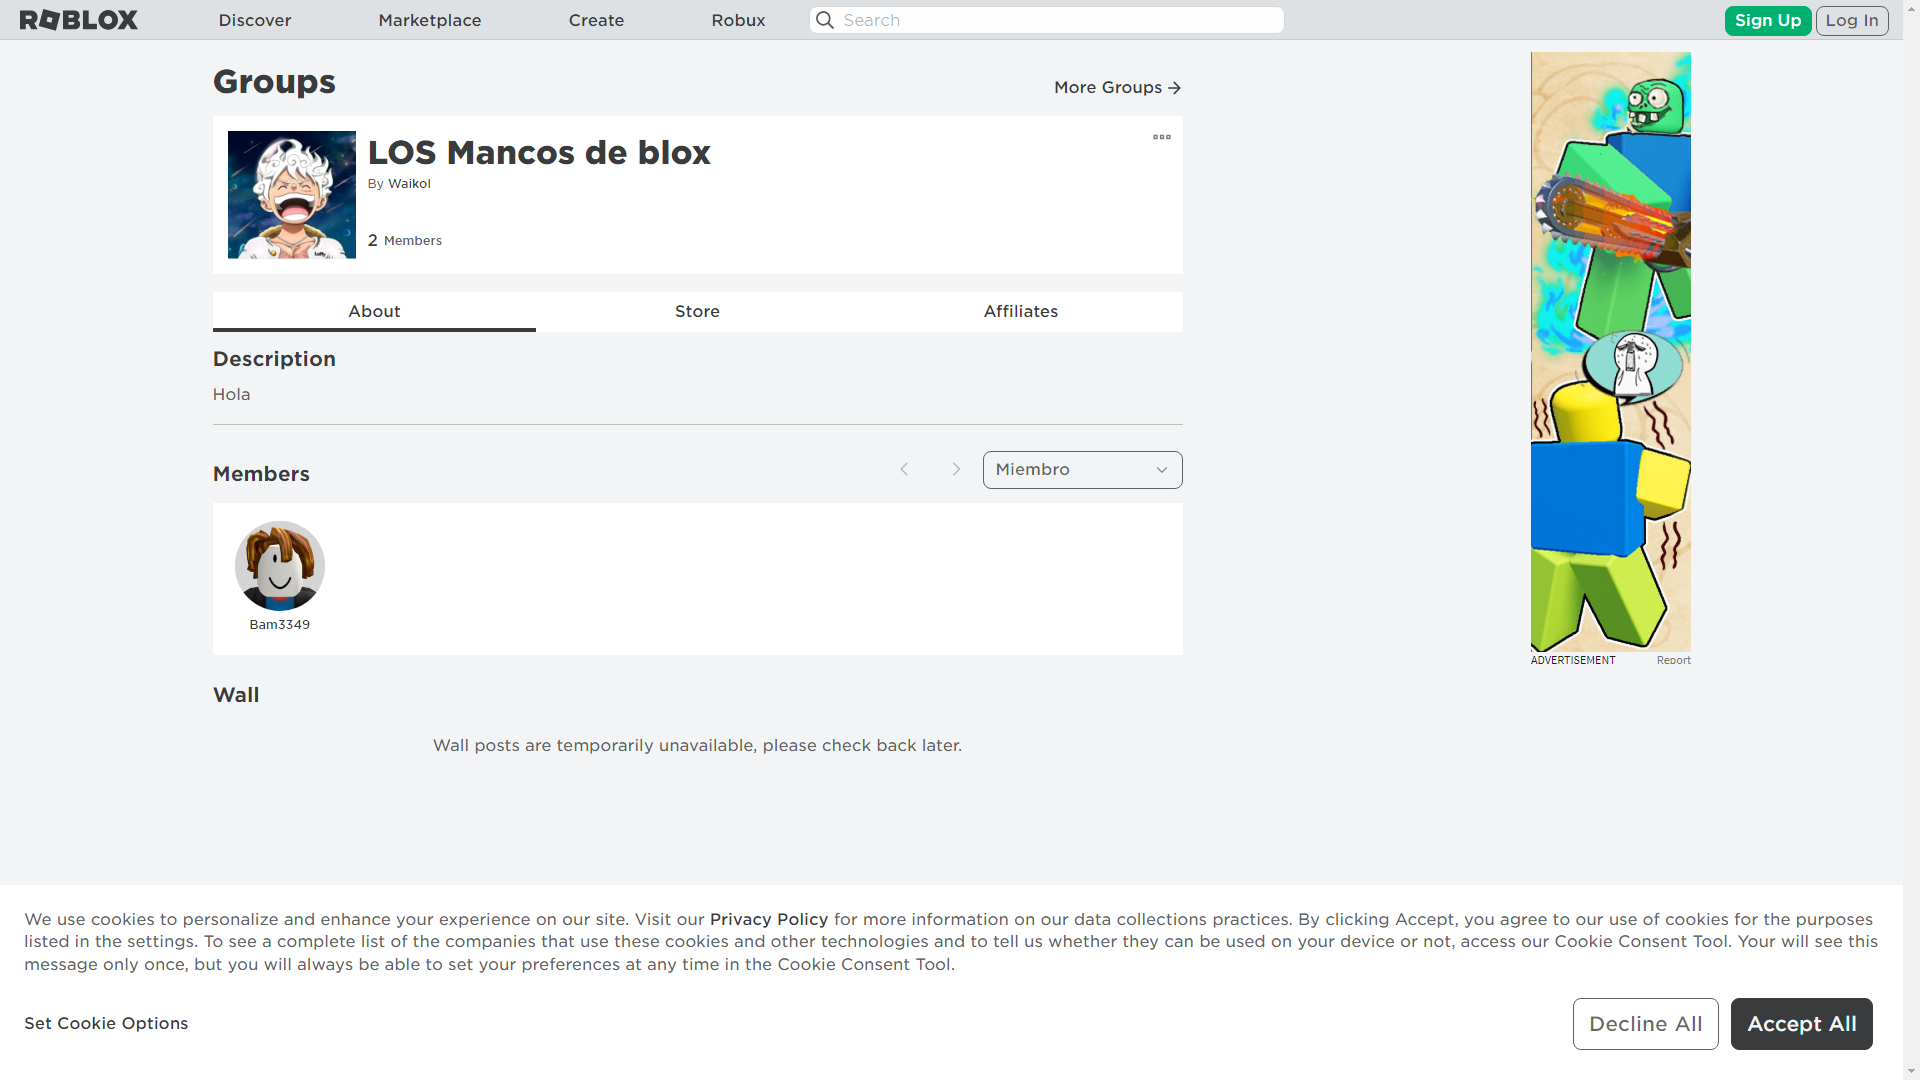 ROBLOX
Discover
Marketplace
Create
Robux
Search
Sign Up
Log In
Groups
More Groups
LOS Mancos de blox
By Waikol
2 Members
About
Store
Affiliates
Description
Hola
Members
Miembro
Bam3349
Wall
Wall posts are temporarily unavailable, please check back later.
ADVERTISEMENT
Report
We use cookies to personalize and enhance your experience on our site. Visit our Privacy Policy for more information on our data collections practices. By clicking Accept, you agree to our use of cookies for the purposes
listed in the settings. To see a complete list of the companies that use these cookies and other technologies and to tell us whether they can be used on your device or not, access our Cookie Consent Tool. Your will see this
message only once, but you will always be able to set your preferences at any time in the Cookie Consent Tool.
Set Cookie Options
Decline All
Accept All